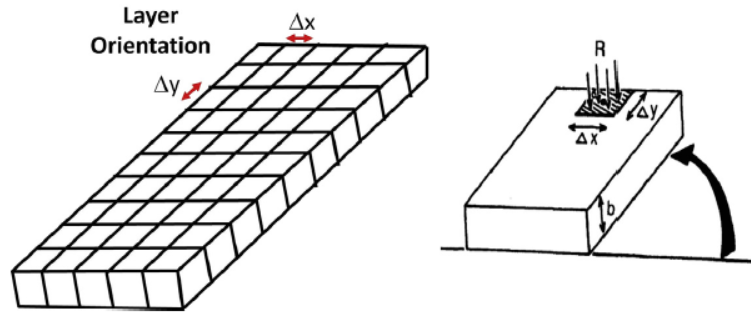 Layer
Orientation
Δx
Δy
R
Δx
Δy
b